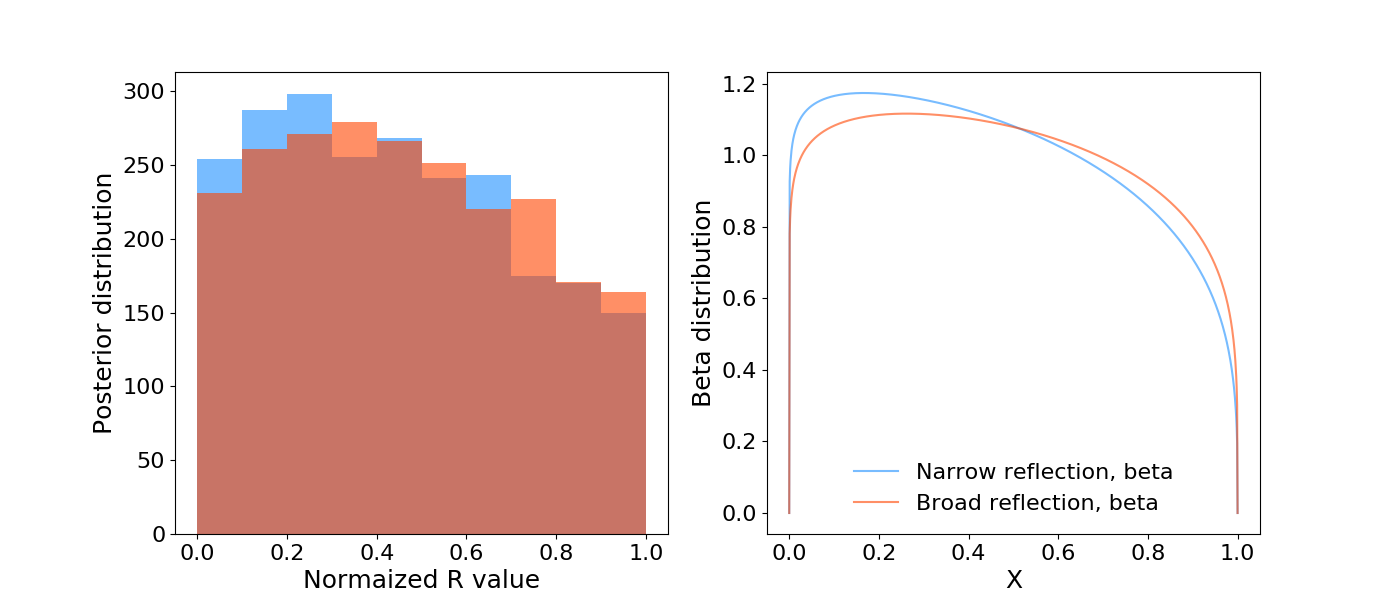 Posterior distribution
300
250
200
150
100
50
0
0.0 0.2 0.4 0.6 0.8 1.0
Normaized R value
Beta distribution
1.2
1.0
0.8
0.6
0.4
0.2
0.0
Narrow reflection, beta
Broad reflection, beta
0.0 0.2 0.4 0.6 0.8 1.0
X